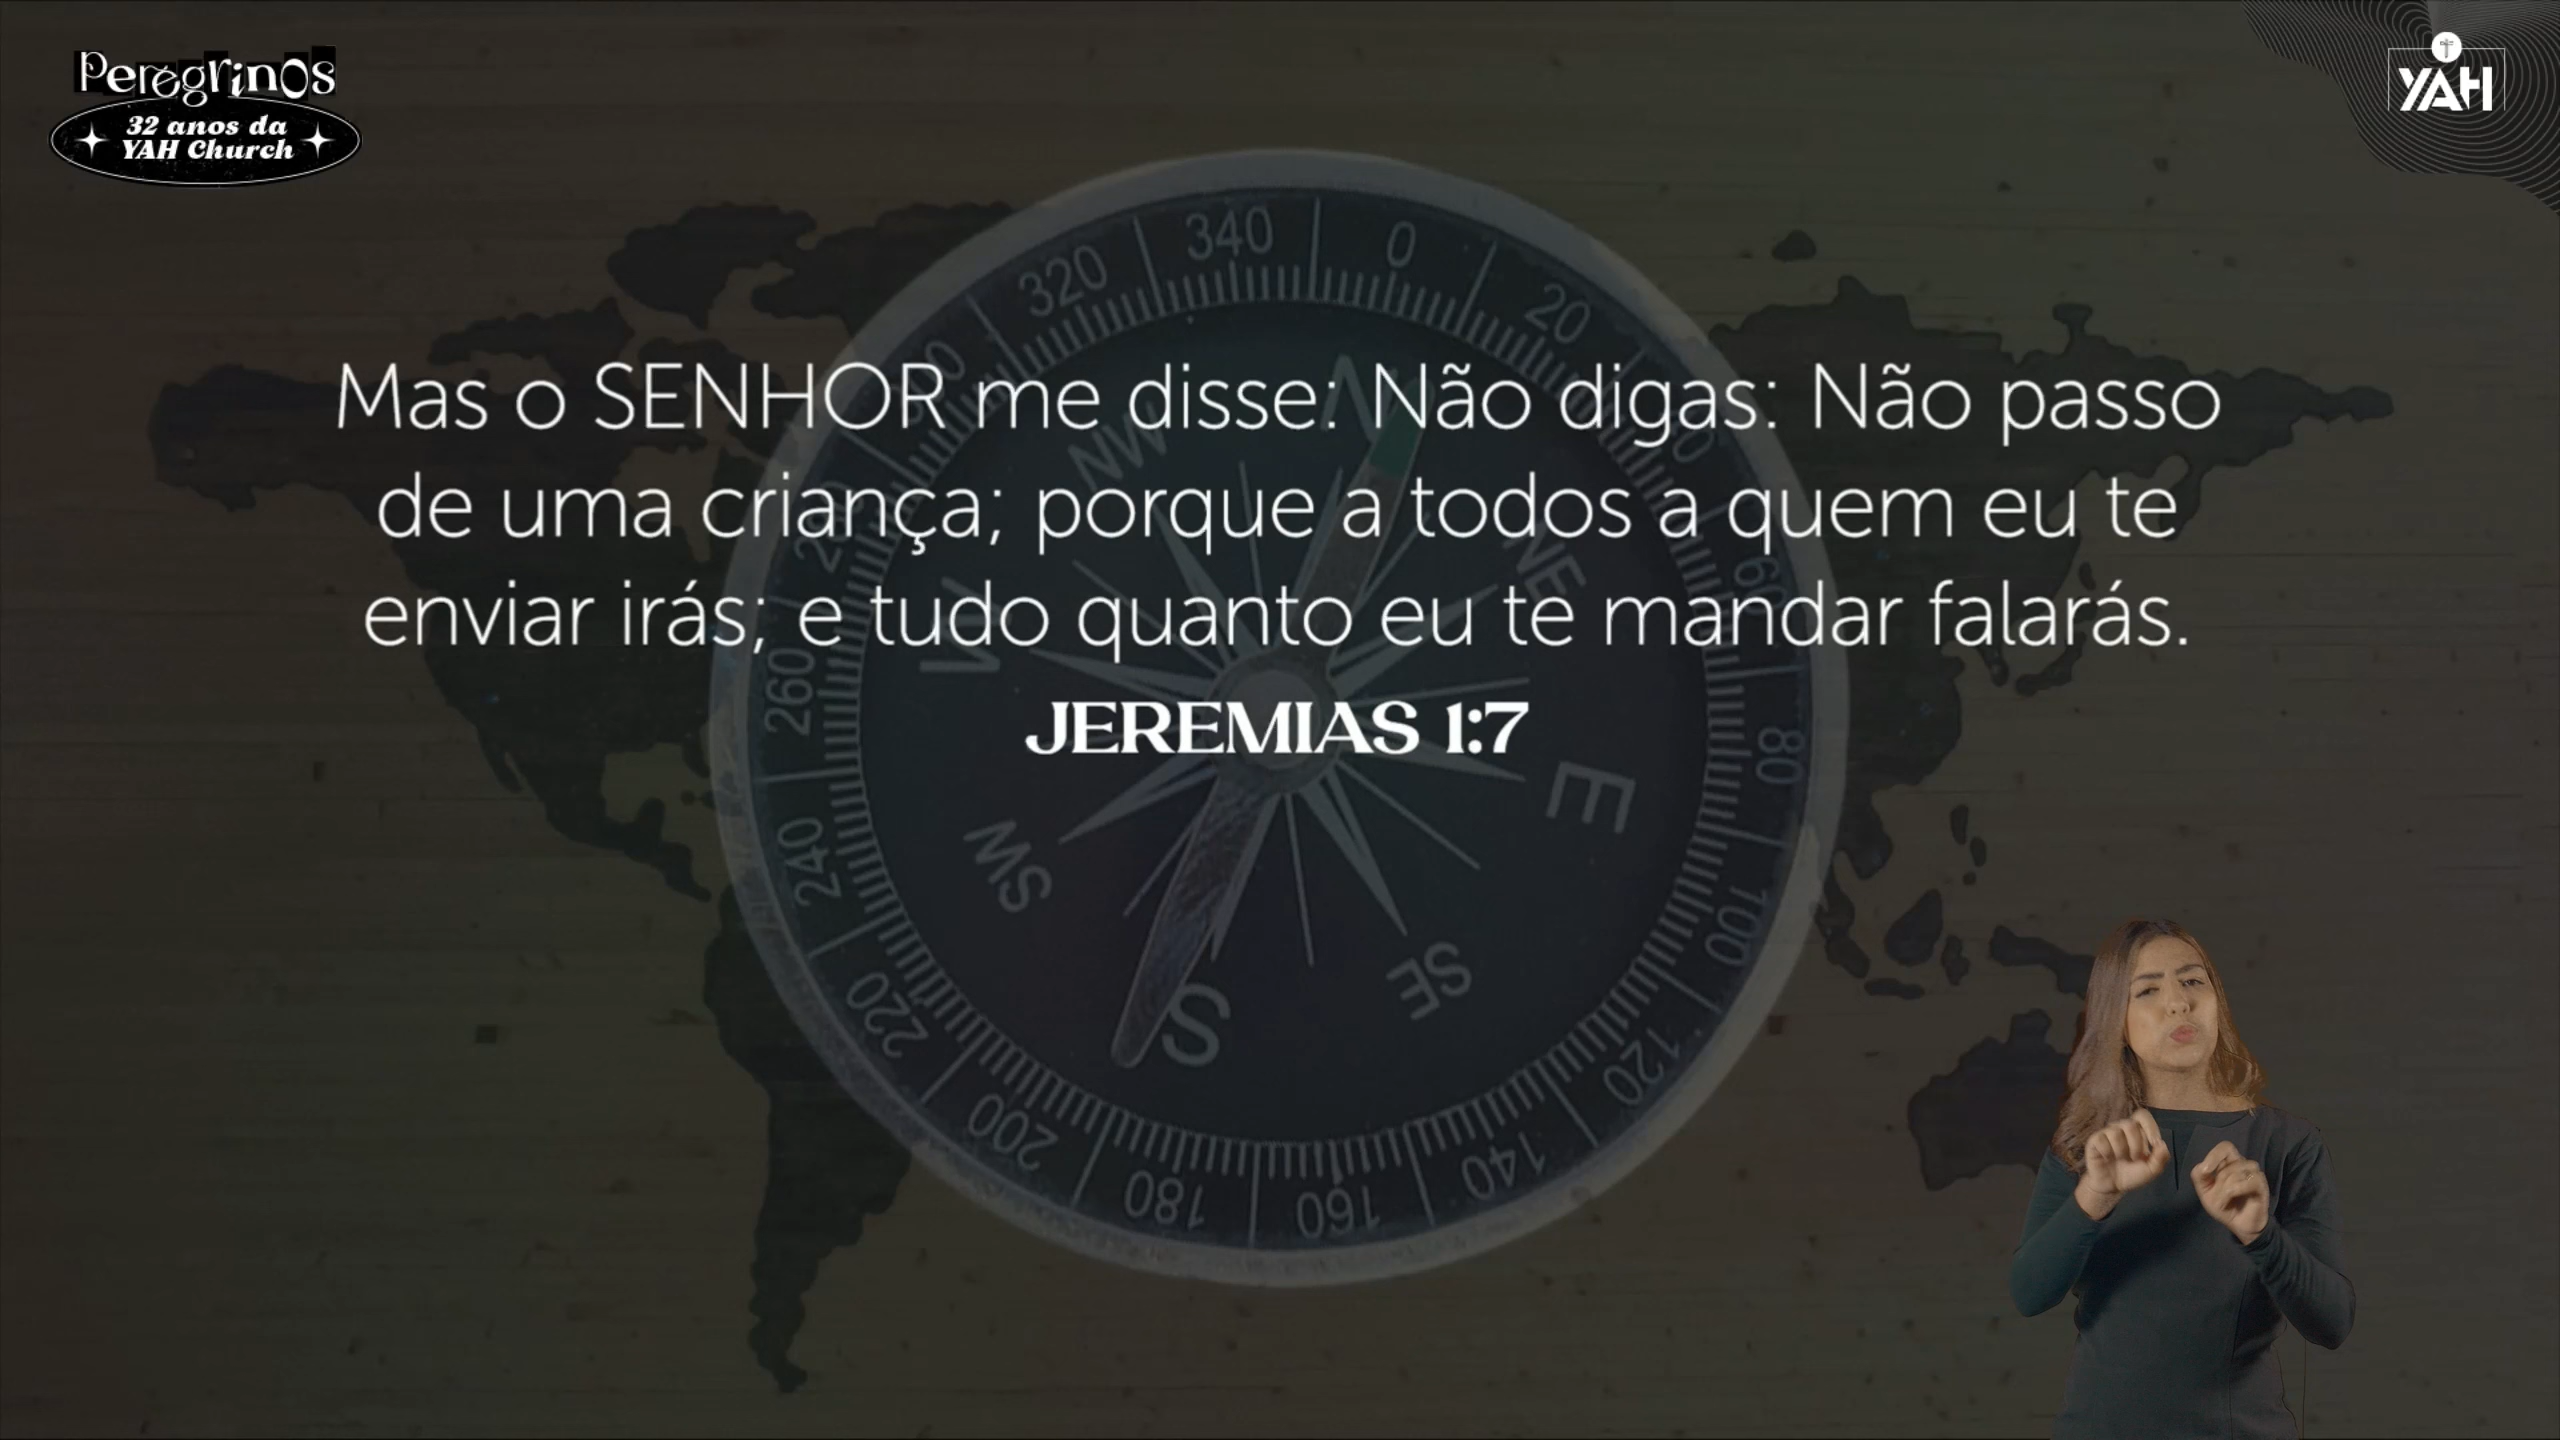 Peregrinos
32 anos da
YAH Church
YAH
Mas o SENHOR me disse: Não digas: Não passo
de uma criança; porque a todos a quem eu te
enviar irás; e tudo quanto eu te mandar falarás.
JEREMIAS 1:7
340
0
320
20
NW
N
NE
W
260
60
80
E
240
SW
100
SE
220
S
120
200
140
180
160